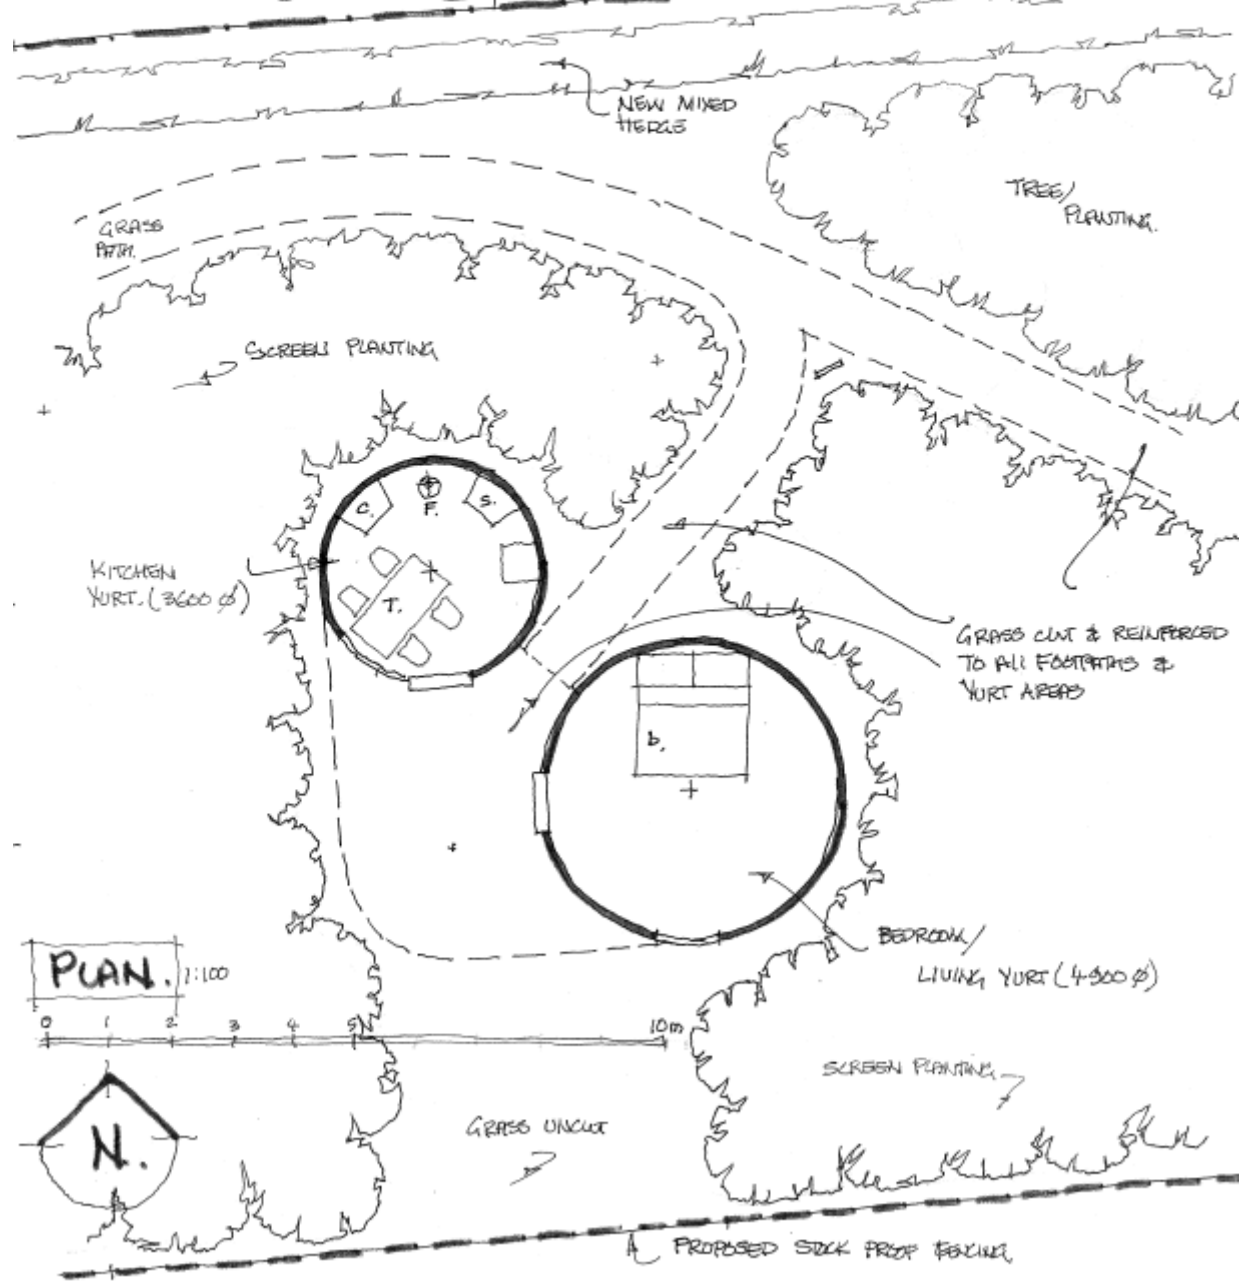 NEW MIXED
HERGE
TREE/
PLANTING.
GRASS
PATH.
SCREEN PLANTING
C.
F.
S.
KITCHEN
YURT. (3600 Ø)
T.
GRASS CUT & REINFORCED
TO All FOOTPATHS &
YURT AREAS
b.
BEDROOM/
LIVING YURT (4900 Ø)
PLAN. 1:100
0 1 2 3 4 5 10m
SCREEN PLANTING
N.
GRASS UNCUT
PROPOSED STOCK PROOF FENCING